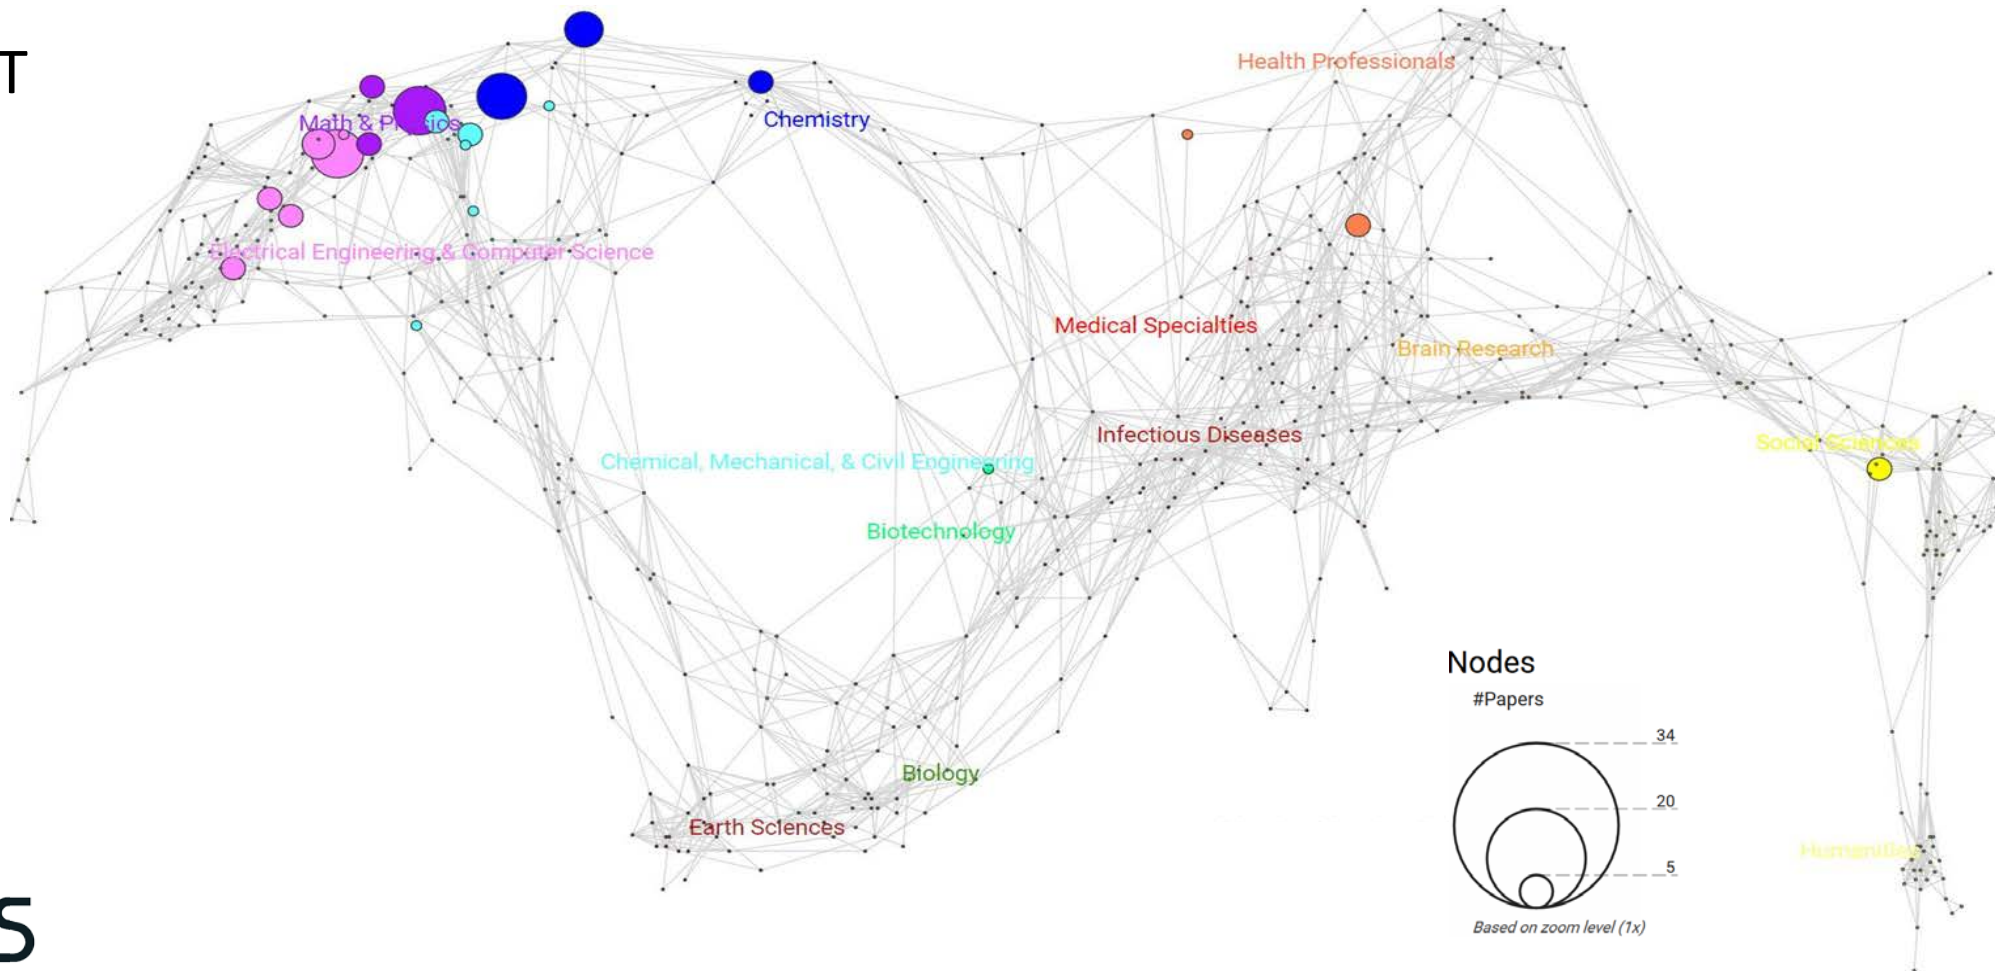 T
Health Professionals
Chemistry
Math & Physics
Electrical Engineering & Computer Science
Medical Specialties
Brain Research
Infectious Diseases
Social Sciences
Chemical, Mechanical, & Civil Engineering
Biotechnology
Nodes
#Papers
34
Biology
20
Earth Sciences
Humanities
5
S
Based on zoom level (1x)